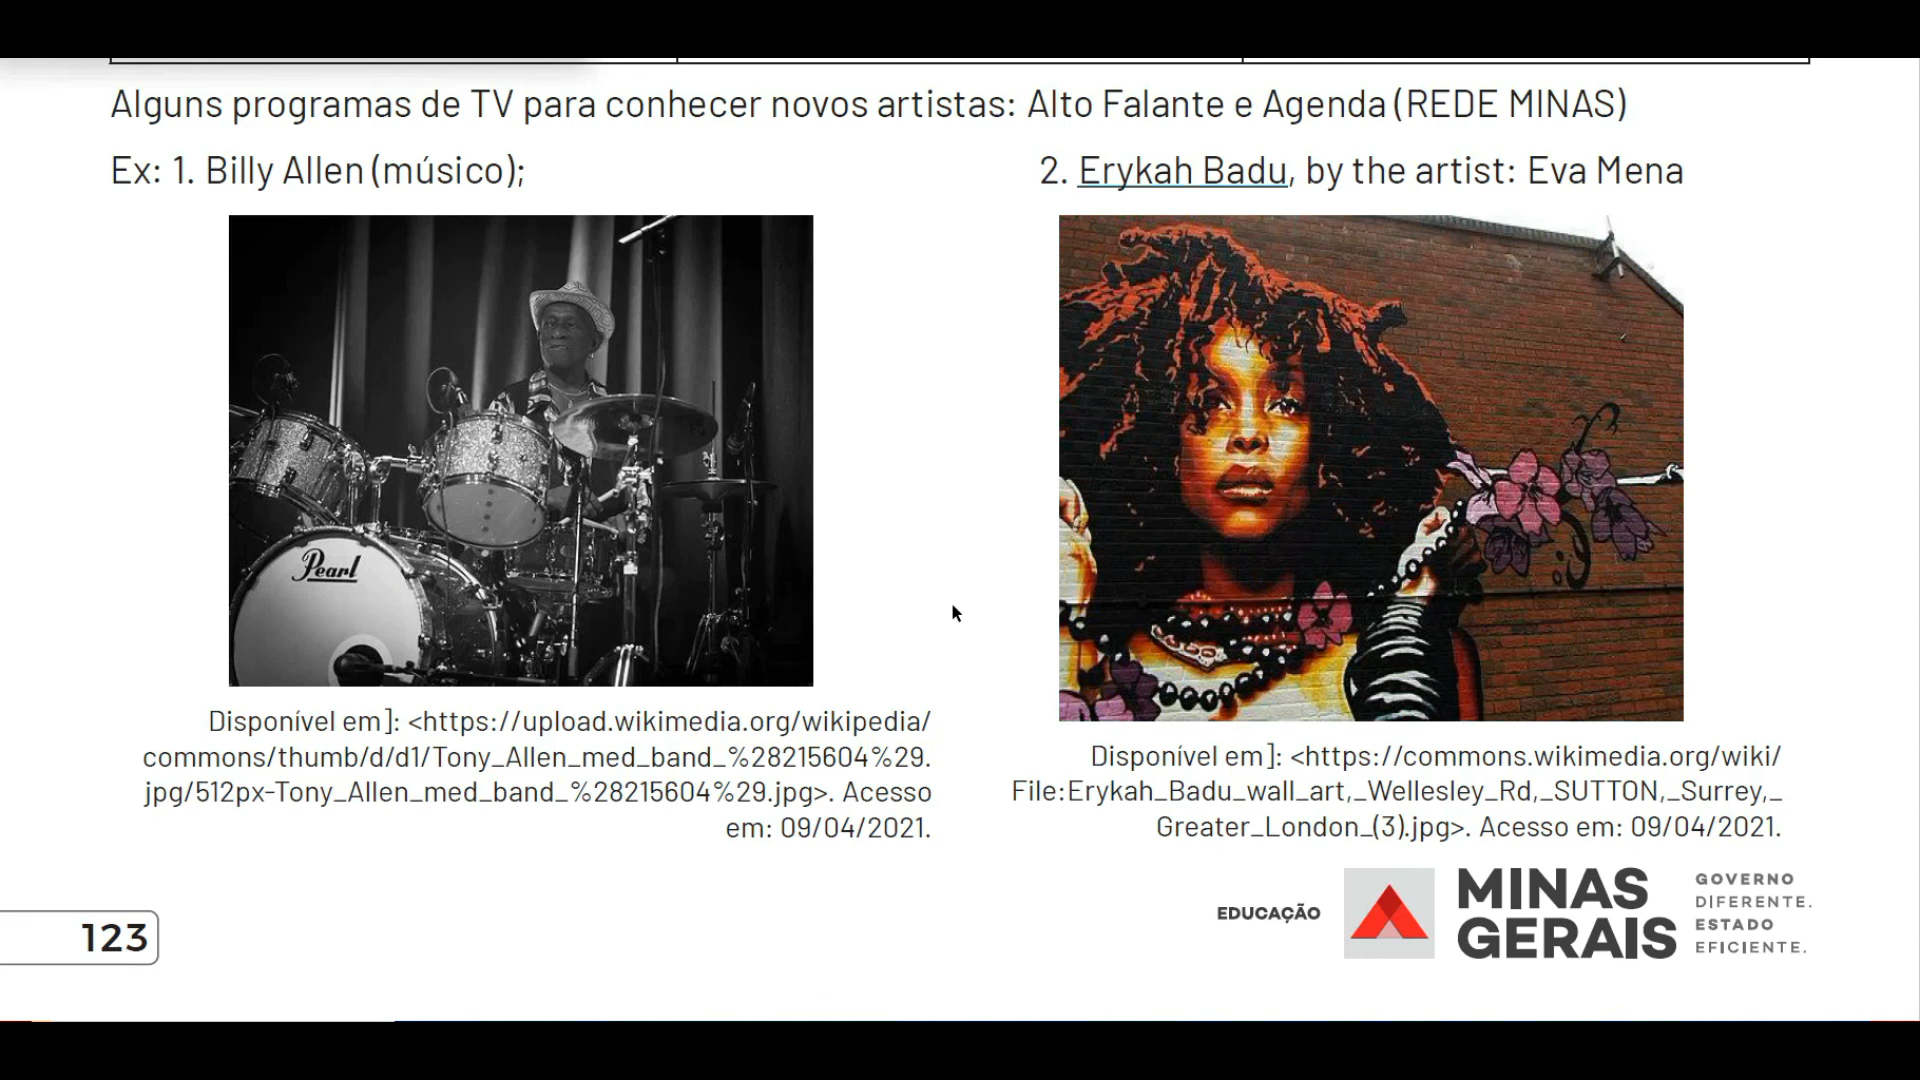 Alguns programas de TV para conhecer novos artistas: Alto Falante e Agenda (REDE MINAS)
Ex: 1. Billy Allen (músico);
2. Erykah Badu, by the artist: Eva Mena
Pearl
Disponível em]: <https://upload.wikimedia.org/wikipedia/
commons/thumb/d/d1/Tony_Allen_med_band_%28215604%29.
jpg/512px-Tony_Allen_med_band_%28215604%29.jpg>. Acesso
em: 09/04/2021.
Disponível em]: <https://commons.wikimedia.org/wiki/
File:Erykah_Badu_wall_art,_Wellesley_Rd,_SUTTON,_Surrey,_
Greater_London_(3).jpg>. Acesso em: 09/04/2021.
123
EDUCAÇÃO
MINAS
GERAIS
GOVERNO
DIFERENTE.
ESTADO
EFICIENTE.